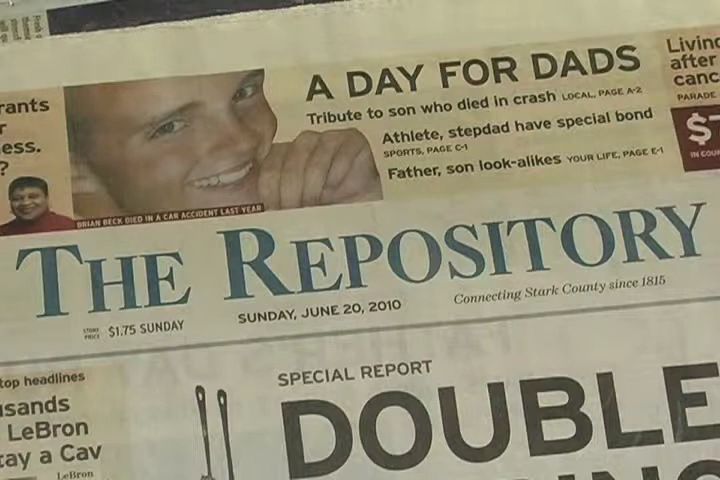 A DAY FOR DADS
Tribute to son who died in crash LOCAL, PAGE A-2
Athlete, stepdad have special bond
SPORTS, PAGE C-1
Father, son look-alikes YOUR LIFE, PAGE E-1
Living
after
canc
PARADE
$
IN COU
rants
r
ess.
?
BRIAN BECK DIED IN A CAR ACCIDENT LAST YEAR
THE REPOSITORY
STORE
PRICE
$1.75 SUNDAY
SUNDAY, JUNE 20, 2010
Connecting Stark County since 1815
top headlines
usands
LeBron
tay a Cav
LeBron
SPECIAL REPORT
DOUBLE